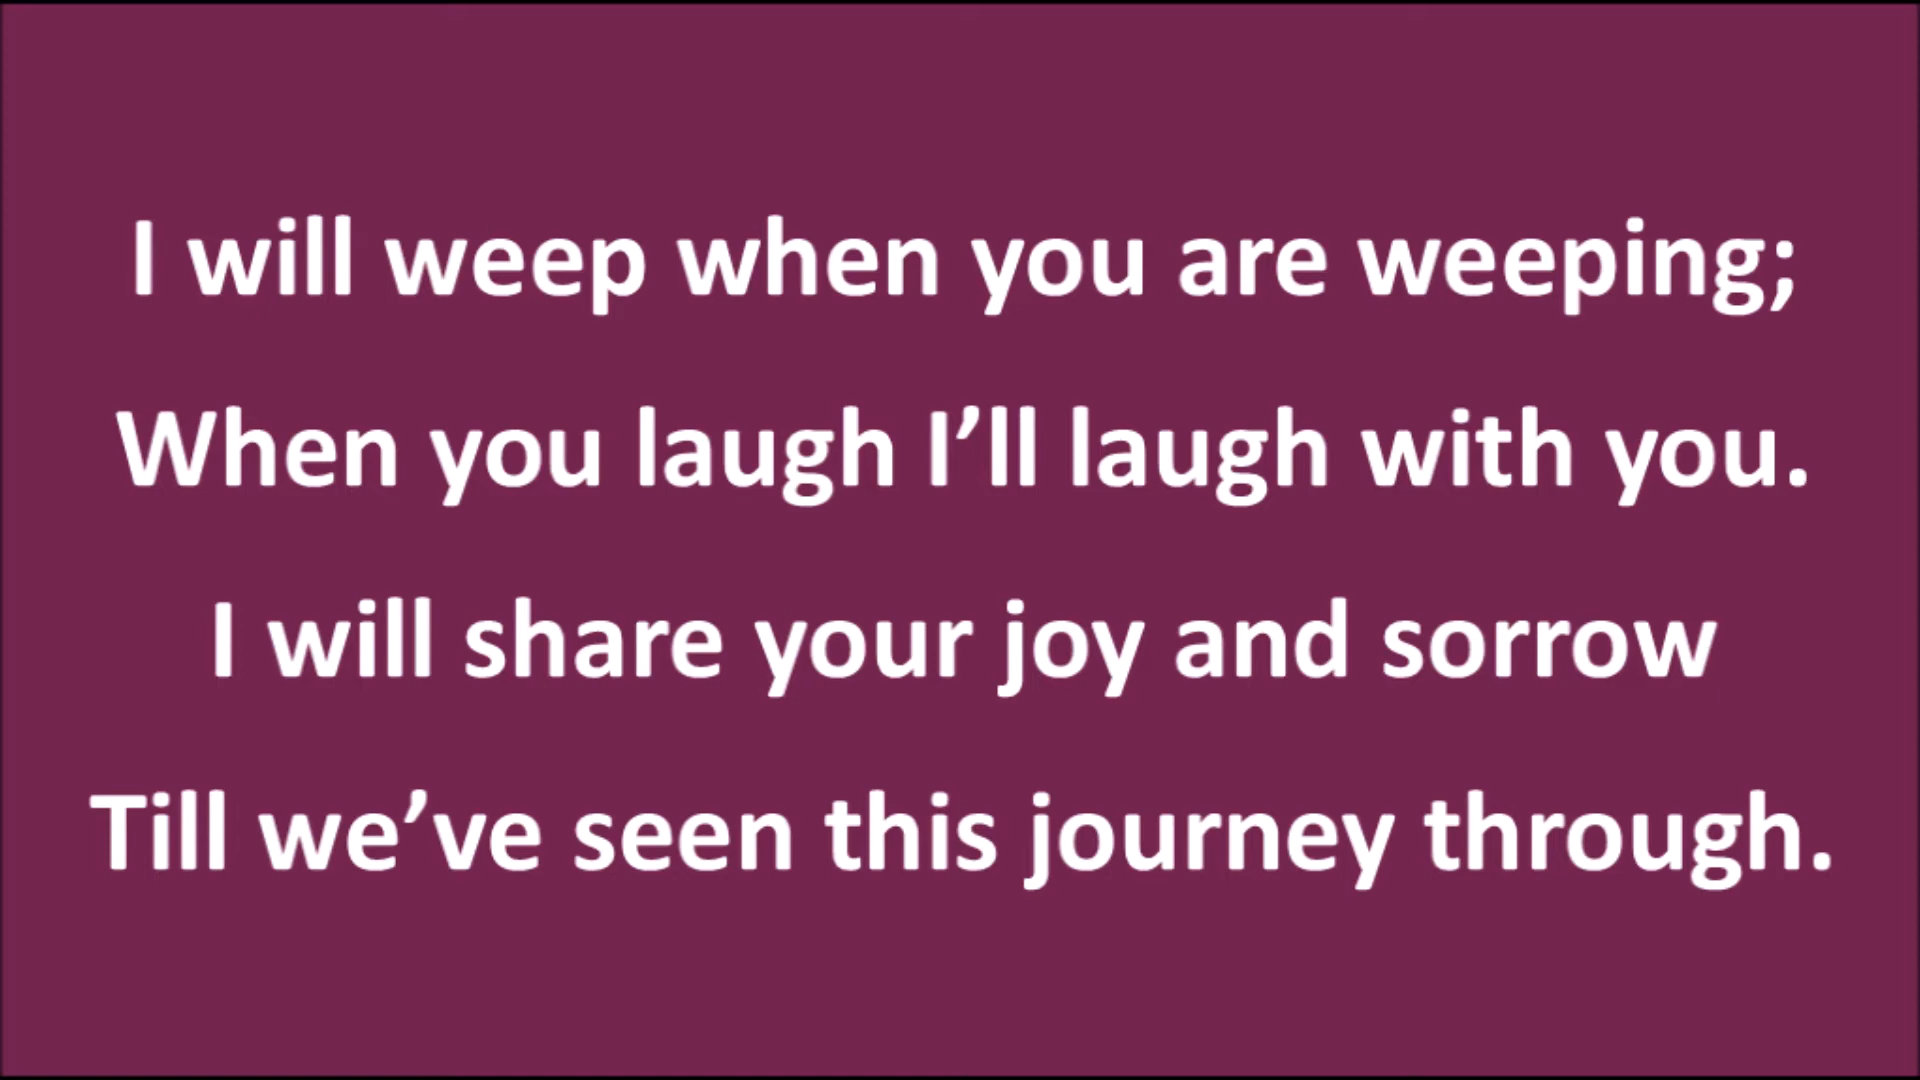 I will weep when you are weeping;
When you laugh I’ll laugh with you.
I will share your joy and sorrow
Till we’ve seen this journey through.